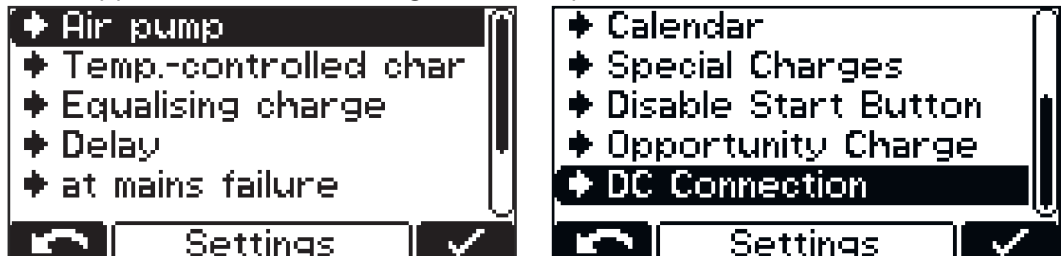 Air pump
Temp.-controlled char
Equalising charge
Delay
at mains failure
Settings
Calendar
Special Charges
Disable Start Button
Opportunity Charge
DC Connection
Settings